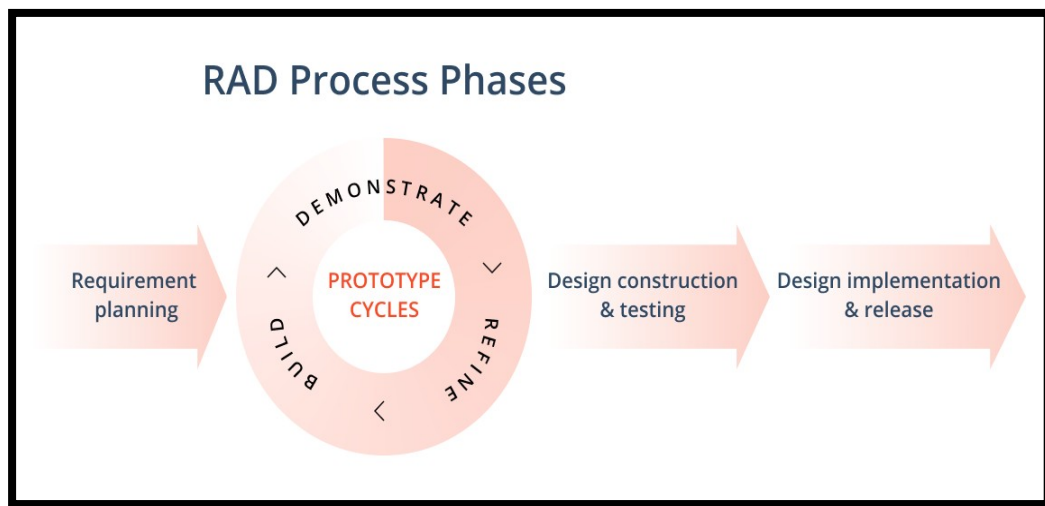 RAD Process Phases
Requirement
planning
DEMONSTRATE
REFINE
BUILD
PROTOTYPE
CYCLES
Design construction
& testing
Design implementation
& release